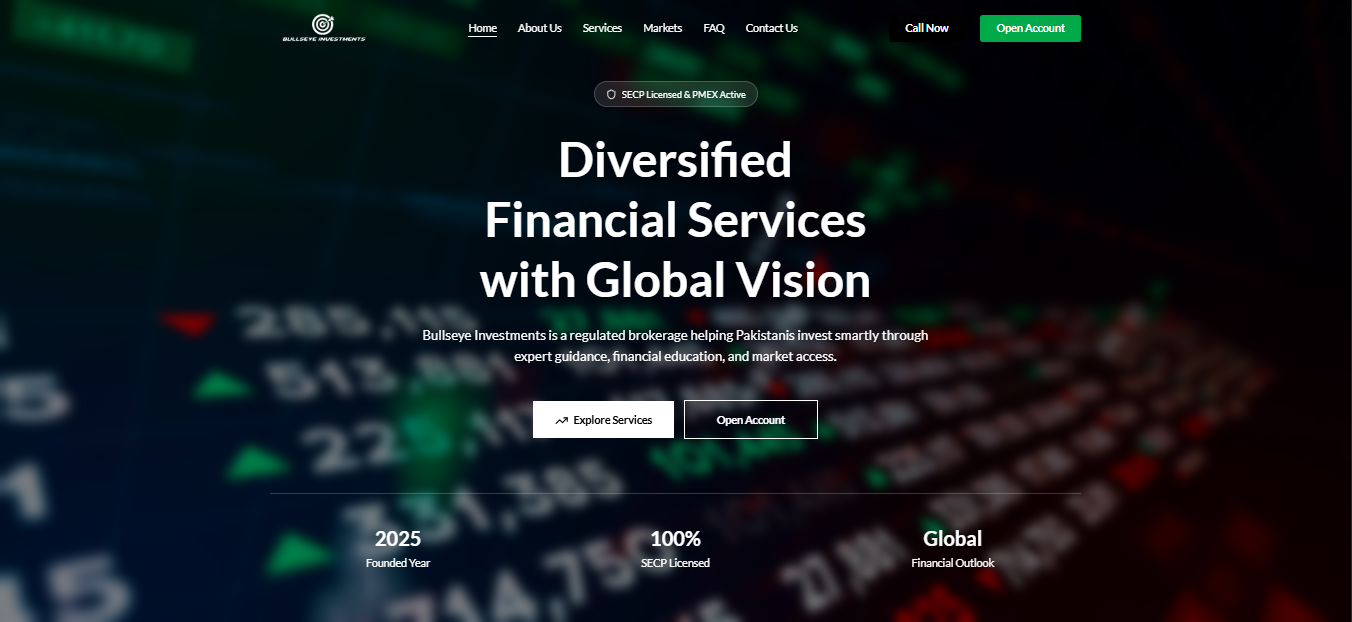 BULLSEYE INVESTMENTS
Home
About Us
Services
Markets
FAQ
Contact Us
Call Now
Open Account
SECP Licensed & PMEX Active
Diversified
Financial Services
with Global Vision
Bullseye Investments is a regulated brokerage helping Pakistanis invest smartly through
expert guidance, financial education, and market access.
Explore Services
Open Account
2025
Founded Year
100%
SECP Licensed
Global
Financial Outlook